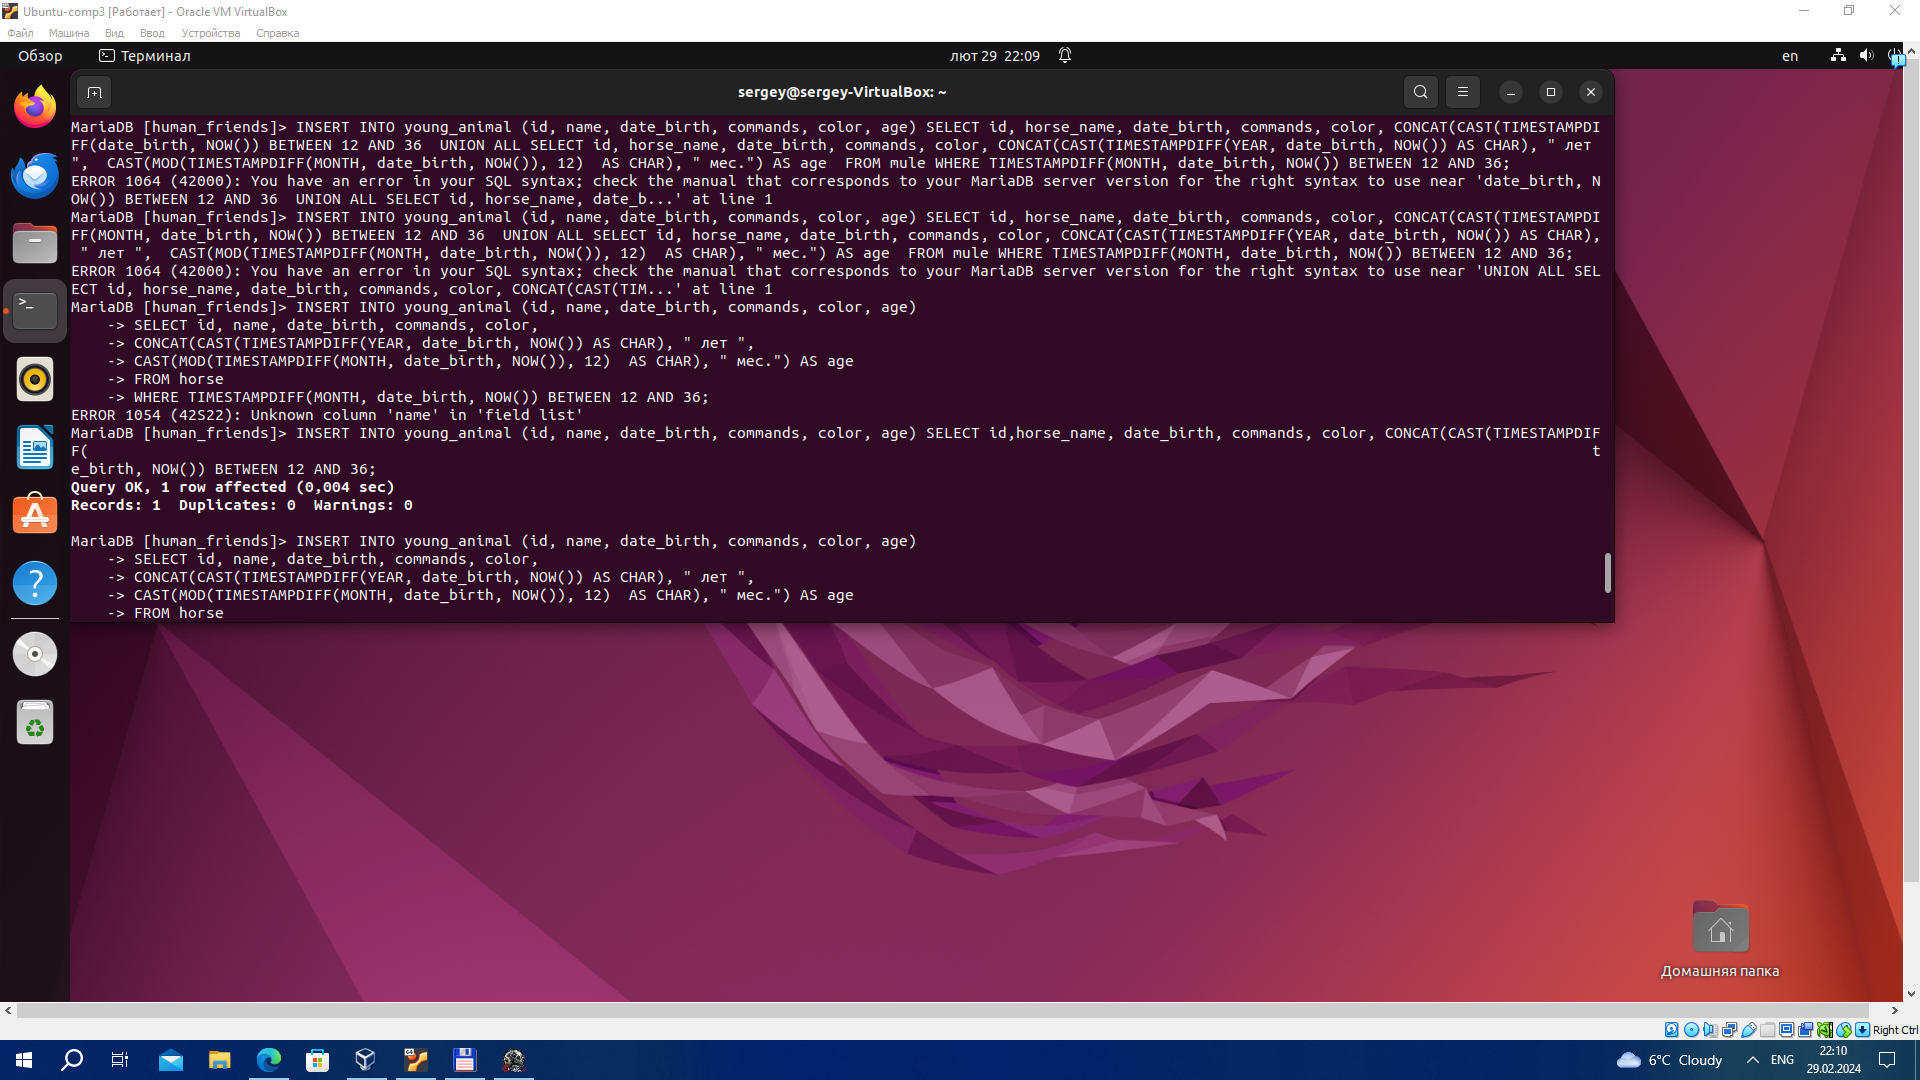 Ubuntu-comp3 [Работает] - Oracle VM VirtualBox
Файл Машина Вид Ввод Устройства Справка
Обзор Терминал лют 29 22:09 en
sergey@sergey-VirtualBox: ~
MariaDB [human_friends]> INSERT INTO young_animal (id, name, date_birth, commands, color, age) SELECT id, horse_name, date_birth, commands, color, CONCAT(CAST(TIMESTAMPDI
FF(date_birth, NOW()) BETWEEN 12 AND 36  UNION ALL SELECT id, horse_name, date_birth, commands, color, CONCAT(CAST(TIMESTAMPDIFF(YEAR, date_birth, NOW()) AS CHAR), " лет
",  CAST(MOD(TIMESTAMPDIFF(MONTH, date_birth, NOW()), 12)  AS CHAR), " мес.") AS age  FROM mule WHERE TIMESTAMPDIFF(MONTH, date_birth, NOW()) BETWEEN 12 AND 36;
ERROR 1064 (42000): You have an error in your SQL syntax; check the manual that corresponds to your MariaDB server version for the right syntax to use near 'date_birth, N
OW()) BETWEEN 12 AND 36  UNION ALL SELECT id, horse_name, date_b...' at line 1
MariaDB [human_friends]> INSERT INTO young_animal (id, name, date_birth, commands, color, age) SELECT id, horse_name, date_birth, commands, color, CONCAT(CAST(TIMESTAMPDI
FF(MONTH, date_birth, NOW()) BETWEEN 12 AND 36  UNION ALL SELECT id, horse_name, date_birth, commands, color, CONCAT(CAST(TIMESTAMPDIFF(YEAR, date_birth, NOW()) AS CHAR),
 " лет ",  CAST(MOD(TIMESTAMPDIFF(MONTH, date_birth, NOW()), 12)  AS CHAR), " мес.") AS age  FROM mule WHERE TIMESTAMPDIFF(MONTH, date_birth, NOW()) BETWEEN 12 AND 36;
ERROR 1064 (42000): You have an error in your SQL syntax; check the manual that corresponds to your MariaDB server version for the right syntax to use near 'UNION ALL SEL
ECT id, horse_name, date_birth, commands, color, CONCAT(CAST(TIM...' at line 1
MariaDB [human_friends]> INSERT INTO young_animal (id, name, date_birth, commands, color, age)
    -> SELECT id, name, date_birth, commands, color,
    -> CONCAT(CAST(TIMESTAMPDIFF(YEAR, date_birth, NOW()) AS CHAR), " лет ",
    -> CAST(MOD(TIMESTAMPDIFF(MONTH, date_birth, NOW()), 12)  AS CHAR), " мес.") AS age
    -> FROM horse
    -> WHERE TIMESTAMPDIFF(MONTH, date_birth, NOW()) BETWEEN 12 AND 36;
ERROR 1054 (42S22): Unknown column 'name' in 'field list'
MariaDB [human_friends]> INSERT INTO young_animal (id, name, date_birth, commands, color, age) SELECT id,horse_name, date_birth, commands, color, CONCAT(CAST(TIMESTAMPDIF
F( t
e_birth, NOW()) BETWEEN 12 AND 36;
Query OK, 1 row affected (0,004 sec)
Records: 1  Duplicates: 0  Warnings: 0
MariaDB [human_friends]> INSERT INTO young_animal (id, name, date_birth, commands, color, age)
    -> SELECT id, name, date_birth, commands, color,
    -> CONCAT(CAST(TIMESTAMPDIFF(YEAR, date_birth, NOW()) AS CHAR), " лет ",
    -> CAST(MOD(TIMESTAMPDIFF(MONTH, date_birth, NOW()), 12)  AS CHAR), " мес.") AS age
    -> FROM horse
Домашняя папка
Right Ctrl
6°C Cloudy ENG 22:10
29.02.2024